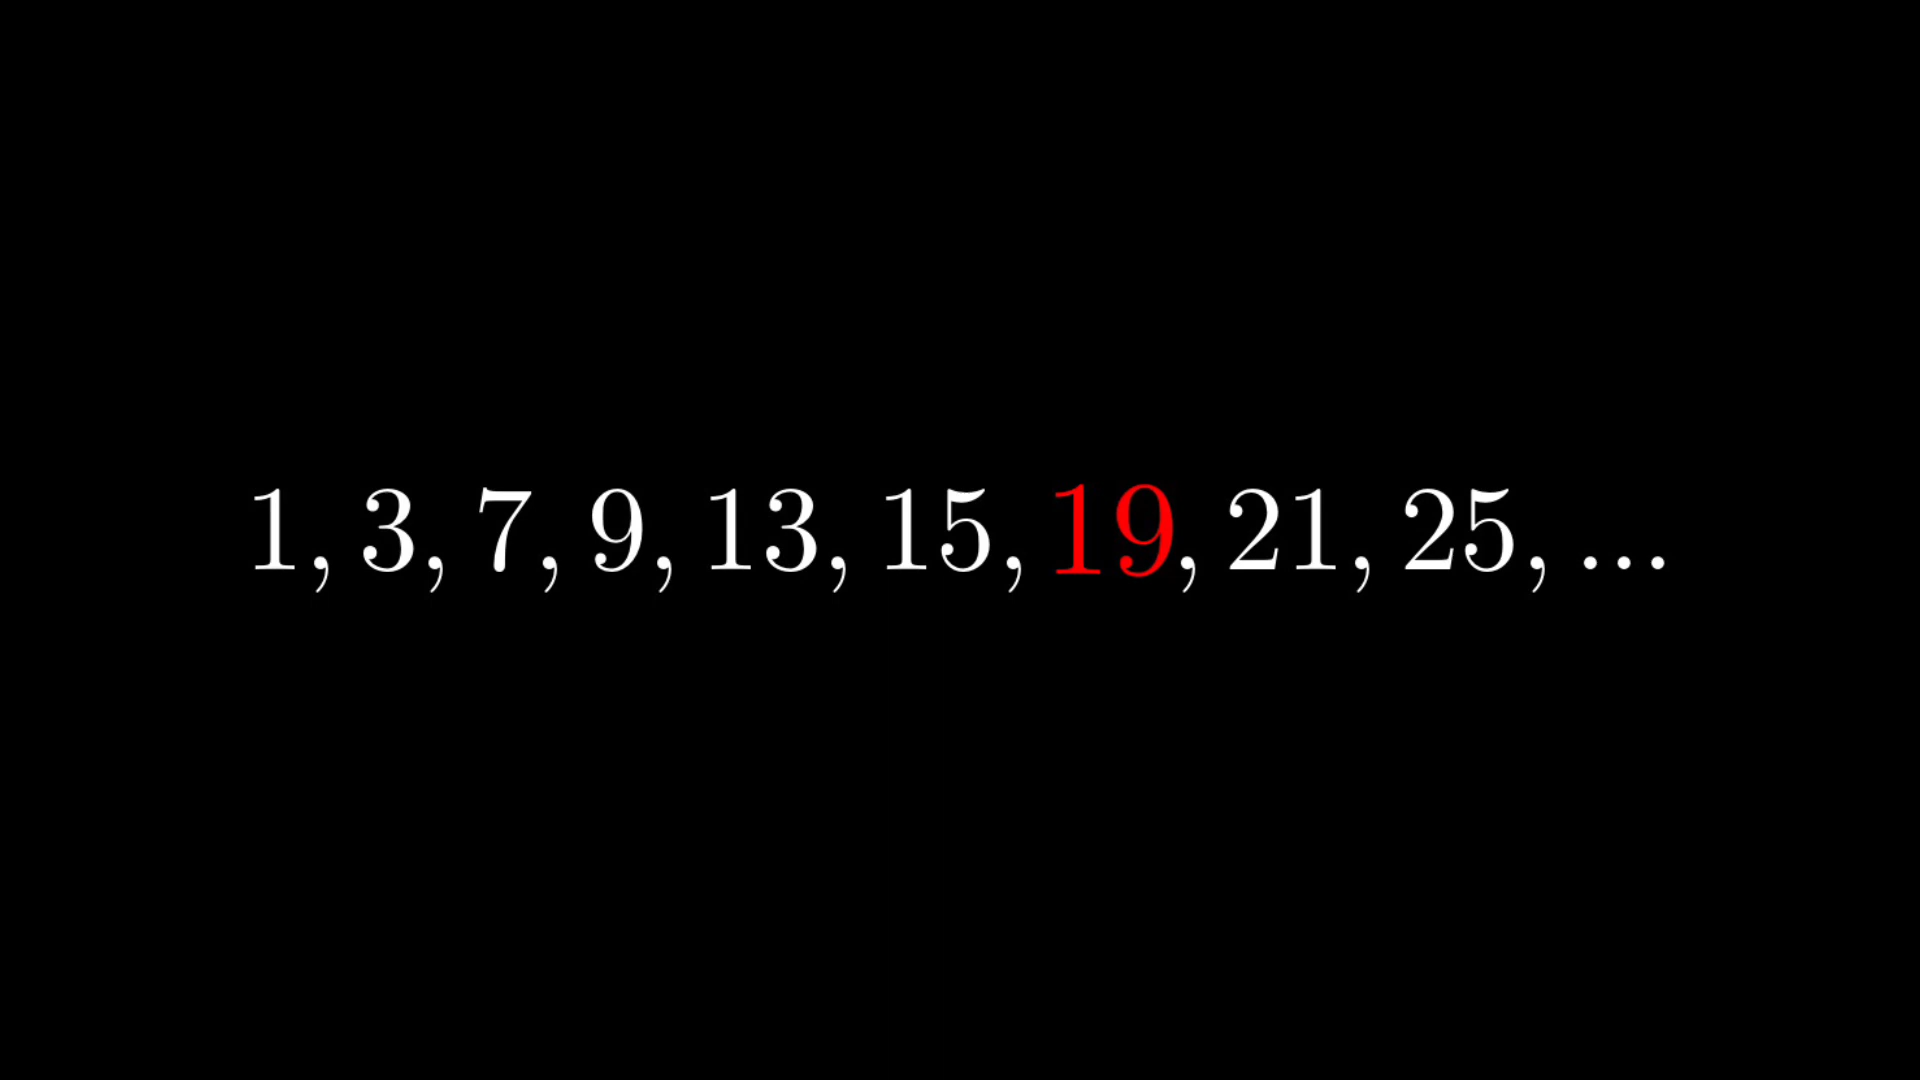 1, 3, 7, 9, 13, 15, 19, 21, 25, ...